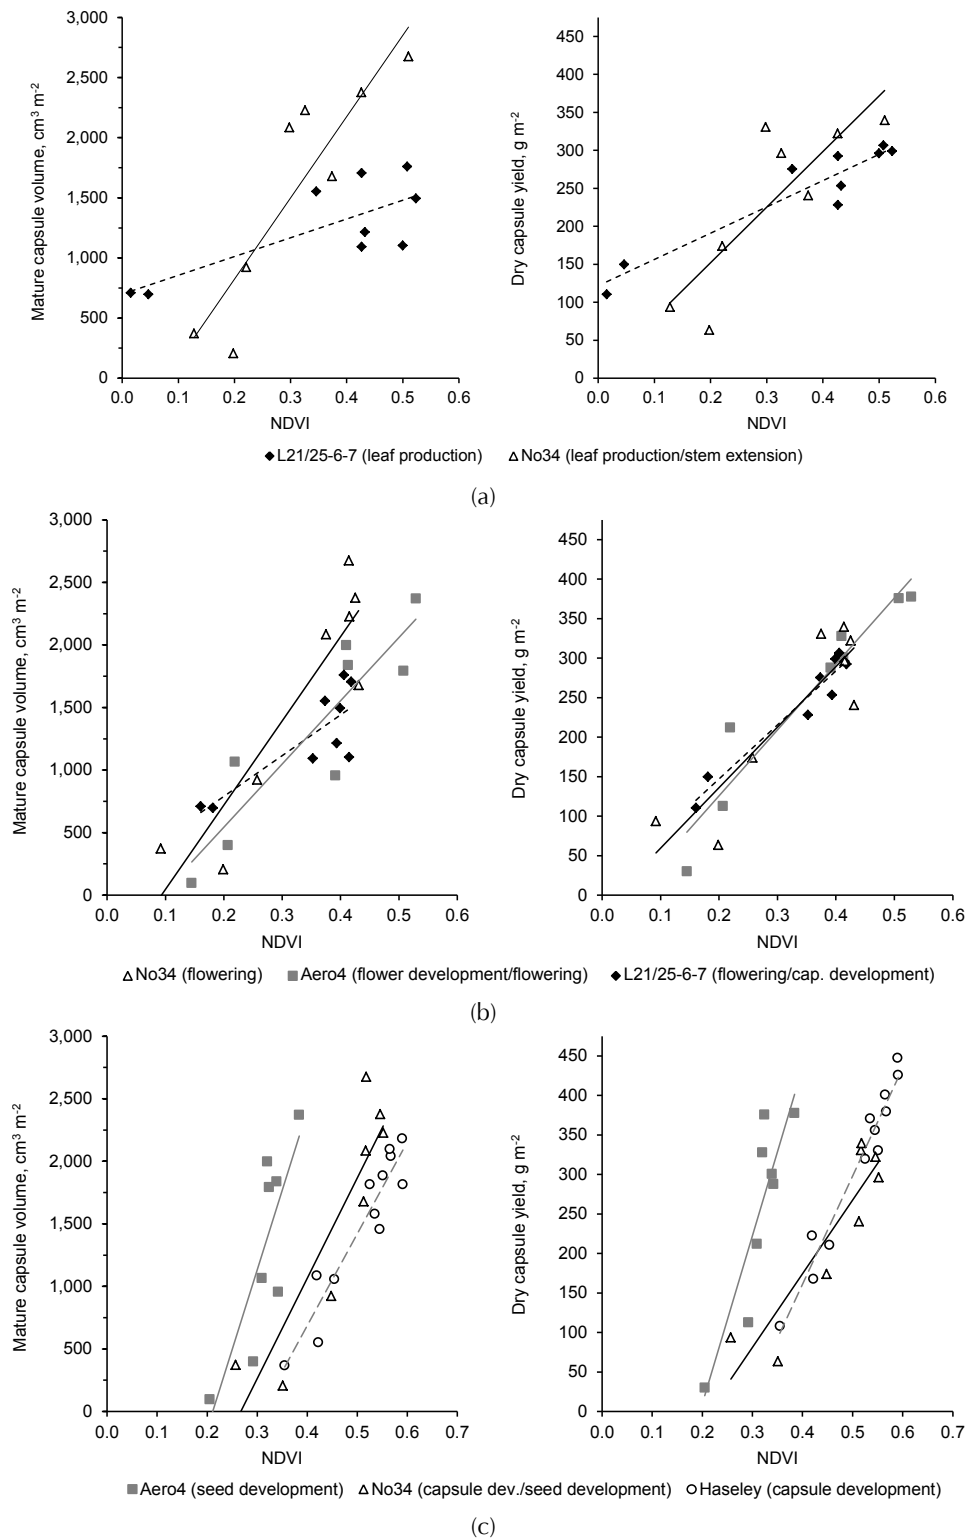 3,000
2,500
2,000
1,500
1,000
500
0
Mature capsule volume, cm³ m⁻²
0.0 0.1 0.2 0.3 0.4 0.5 0.6
NDVI
450
400
350
300
250
200
150
100
50
0
Dry capsule yield, g m⁻²
0.0 0.1 0.2 0.3 0.4 0.5 0.6
NDVI
L21/25-6-7 (leaf production) No34 (leaf production/stem extension)
(a)
3,000
2,500
2,000
1,500
1,000
500
0
Mature capsule volume, cm³ m⁻²
0.0 0.1 0.2 0.3 0.4 0.5 0.6
NDVI
450
400
350
300
250
200
150
100
50
0
Dry capsule yield, g m⁻²
0.0 0.1 0.2 0.3 0.4 0.5 0.6
NDVI
No34 (flowering) Aero4 (flower development/flowering) L21/25-6-7 (flowering/cap. development)
(b)
3,000
2,500
2,000
1,500
1,000
500
0
Mature capsule volume, cm³ m⁻²
0.0 0.1 0.2 0.3 0.4 0.5 0.6 0.7
NDVI
450
400
350
300
250
200
150
100
50
0
Dry capsule yield, g m⁻²
0.0 0.1 0.2 0.3 0.4 0.5 0.6 0.7
NDVI
Aero4 (seed development) No34 (capsule dev./seed development) Haseley (capsule development)
(c)